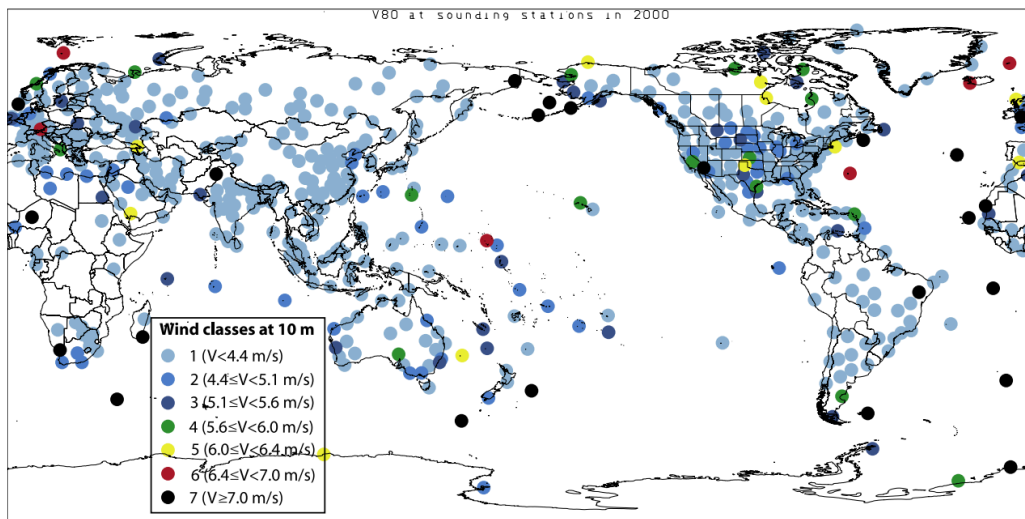 V80 at sounding stations in 2000
Wind classes at 10 m
1 (V<4.4 m/s)
2 (4.4≤V<5.1 m/s)
3 (5.1≤V<5.6 m/s)
4 (5.6≤V<6.0 m/s)
5 (6.0≤V<6.4 m/s)
6 (6.4≤V<7.0 m/s)
7 (V≥7.0 m/s)